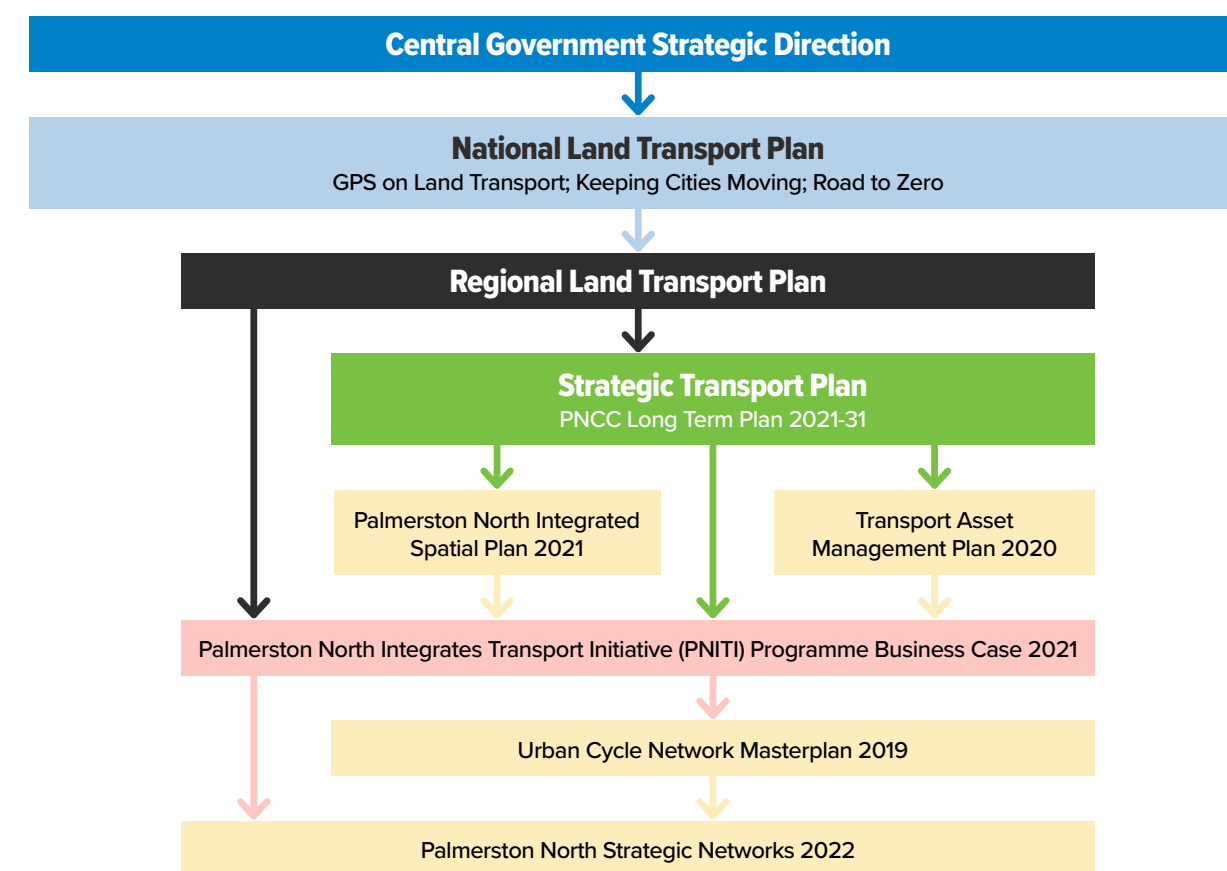 Central Government Strategic Direction
National Land Transport Plan
GPS on Land Transport; Keeping Cities Moving; Road to Zero
Regional Land Transport Plan
Strategic Transport Plan
PNCC Long Term Plan 2021-31
Palmerston North Integrated
Spatial Plan 2021
Transport Asset
Management Plan 2020
Palmerston North Integrates Transport Initiative (PNITI) Programme Business Case 2021
Urban Cycle Network Masterplan 2019
Palmerston North Strategic Networks 2022